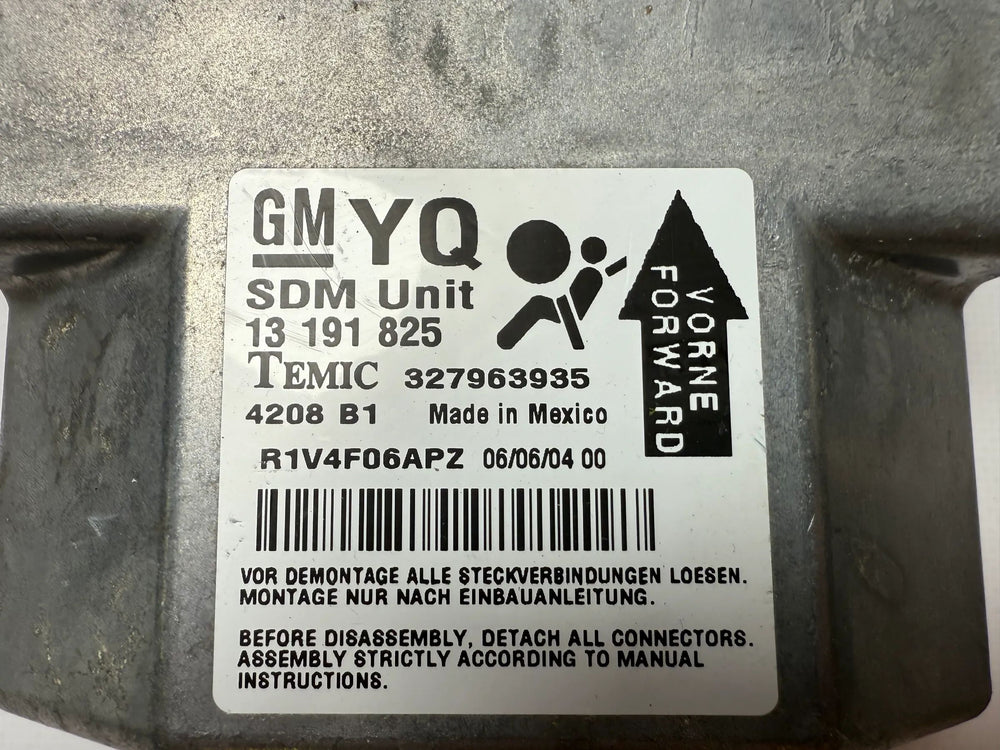 GM YQ
SDM Unit
13 191 825
TEMIC 327963935
4208 B1 Made in Mexico
R1V4F06APZ 06/06/04 00
VORNE
FORWARD
VOR DEMONTAGE ALLE STECKVERBINDUNGEN LOESEN.
MONTAGE NUR NACH EINBAUANLEITUNG.
BEFORE DISASSEMBLY, DETACH ALL CONNECTORS.
ASSEMBLY STRICTLY ACCORDING TO MANUAL
INSTRUCTIONS.